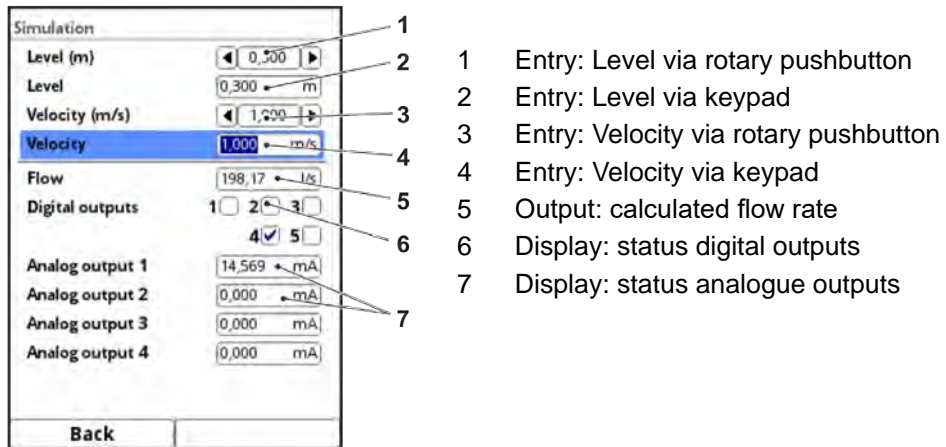 Simulation
Level (m) 0,300
Level 0,300 m
Velocity (m/s) 1,000
Velocity 1,000 m/s
Flow 198,17 l/s
Digital outputs 1 2 3
4 5
Analog output 1 14,569 mA
Analog output 2 0,000 mA
Analog output 3 0,000 mA
Analog output 4 0,000 mA
Back
1
2
3
4
5
6
7
1 Entry: Level via rotary pushbutton
2 Entry: Level via keypad
3 Entry: Velocity via rotary pushbutton
4 Entry: Velocity via keypad
5 Output: calculated flow rate
6 Display: status digital outputs
7 Display: status analogue outputs